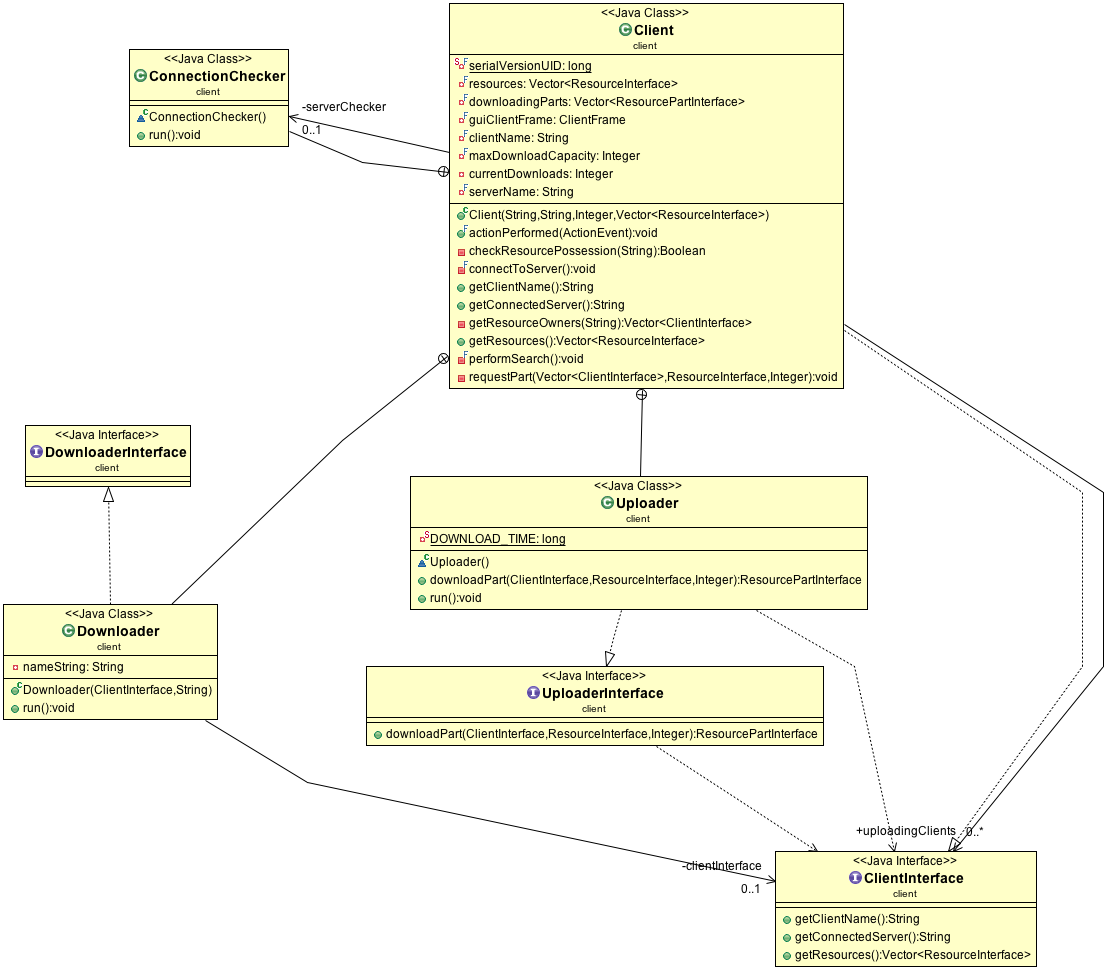 <<Java Class>>
Client
client
serialVersionUID: long
resources: Vector<ResourceInterface>
downloadingParts: Vector<ResourcePartInterface>
guiClientFrame: ClientFrame
clientName: String
maxDownloadCapacity: Integer
currentDownloads: Integer
serverName: String
Client(String,String,Integer,Vector<ResourceInterface>)
actionPerformed(ActionEvent):void
checkResourcePossession(String):Boolean
connectToServer():void
getClientName():String
getConnectedServer():String
getResourceOwners(String):Vector<ClientInterface>
getResources():Vector<ResourceInterface>
performSearch():void
requestPart(Vector<ClientInterface>,ResourceInterface,Integer):void
<<Java Class>>
ConnectionChecker
client
ConnectionChecker()
run():void
-serverChecker
0..1
<<Java Interface>>
DownloaderInterface
client
<<Java Class>>
Uploader
client
DOWNLOAD_TIME: long
Uploader()
downloadPart(ClientInterface,ResourceInterface,Integer):ResourcePartInterface
run():void
<<Java Class>>
Downloader
client
nameString: String
Downloader(ClientInterface,String)
run():void
<<Java Interface>>
UploaderInterface
client
downloadPart(ClientInterface,ResourceInterface,Integer):ResourcePartInterface
+uploadingClients
0..*
-clientInterface
0..1
<<Java Interface>>
ClientInterface
client
getClientName():String
getConnectedServer():String
getResources():Vector<ResourceInterface>